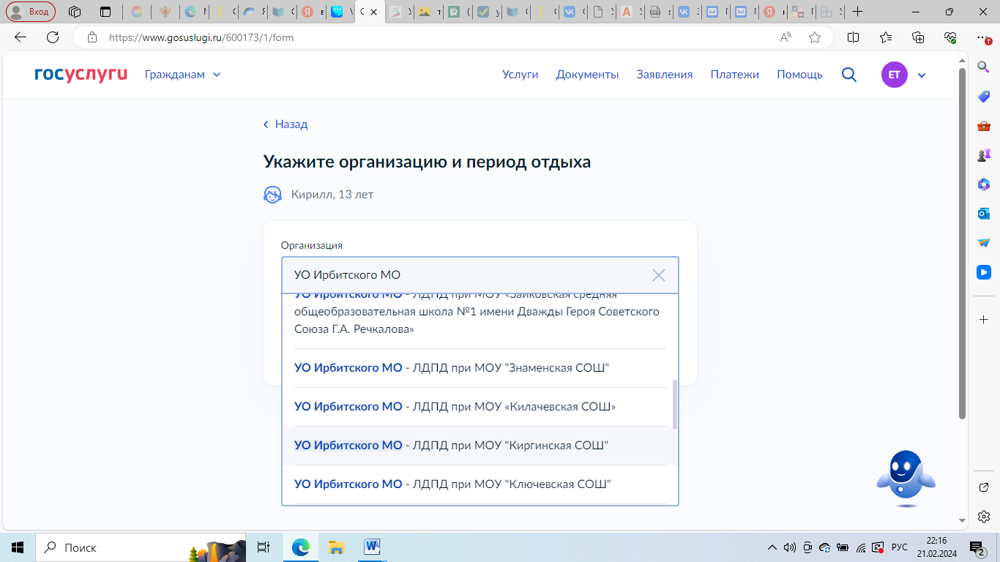 Вход
https://www.gosuslugi.ru/600173/1/form
госуслуги
Гражданам
Услуги
Документы
Заявления
Платежи
Помощь
ЕТ
Назад
Укажите организацию и период отдыха
Кирилл, 13 лет
Организация
УО Ирбитского МО
УО Ирбитского МО - ЛДПД при МОУ «Зайковская средняя
общеобразовательная школа №1 имени Дважды Героя Советского
Союза Г.А. Речкалова»
УО Ирбитского МО - ЛДПД при МОУ "Знаменская СОШ"
УО Ирбитского МО - ЛДПД при МОУ «Килачевская СОШ»
УО Ирбитского МО - ЛДПД при МОУ "Киргинская СОШ"
УО Ирбитского МО - ЛДПД при МОУ "Ключевская СОШ"
Поиск
РУС
22:16
21.02.2024
2